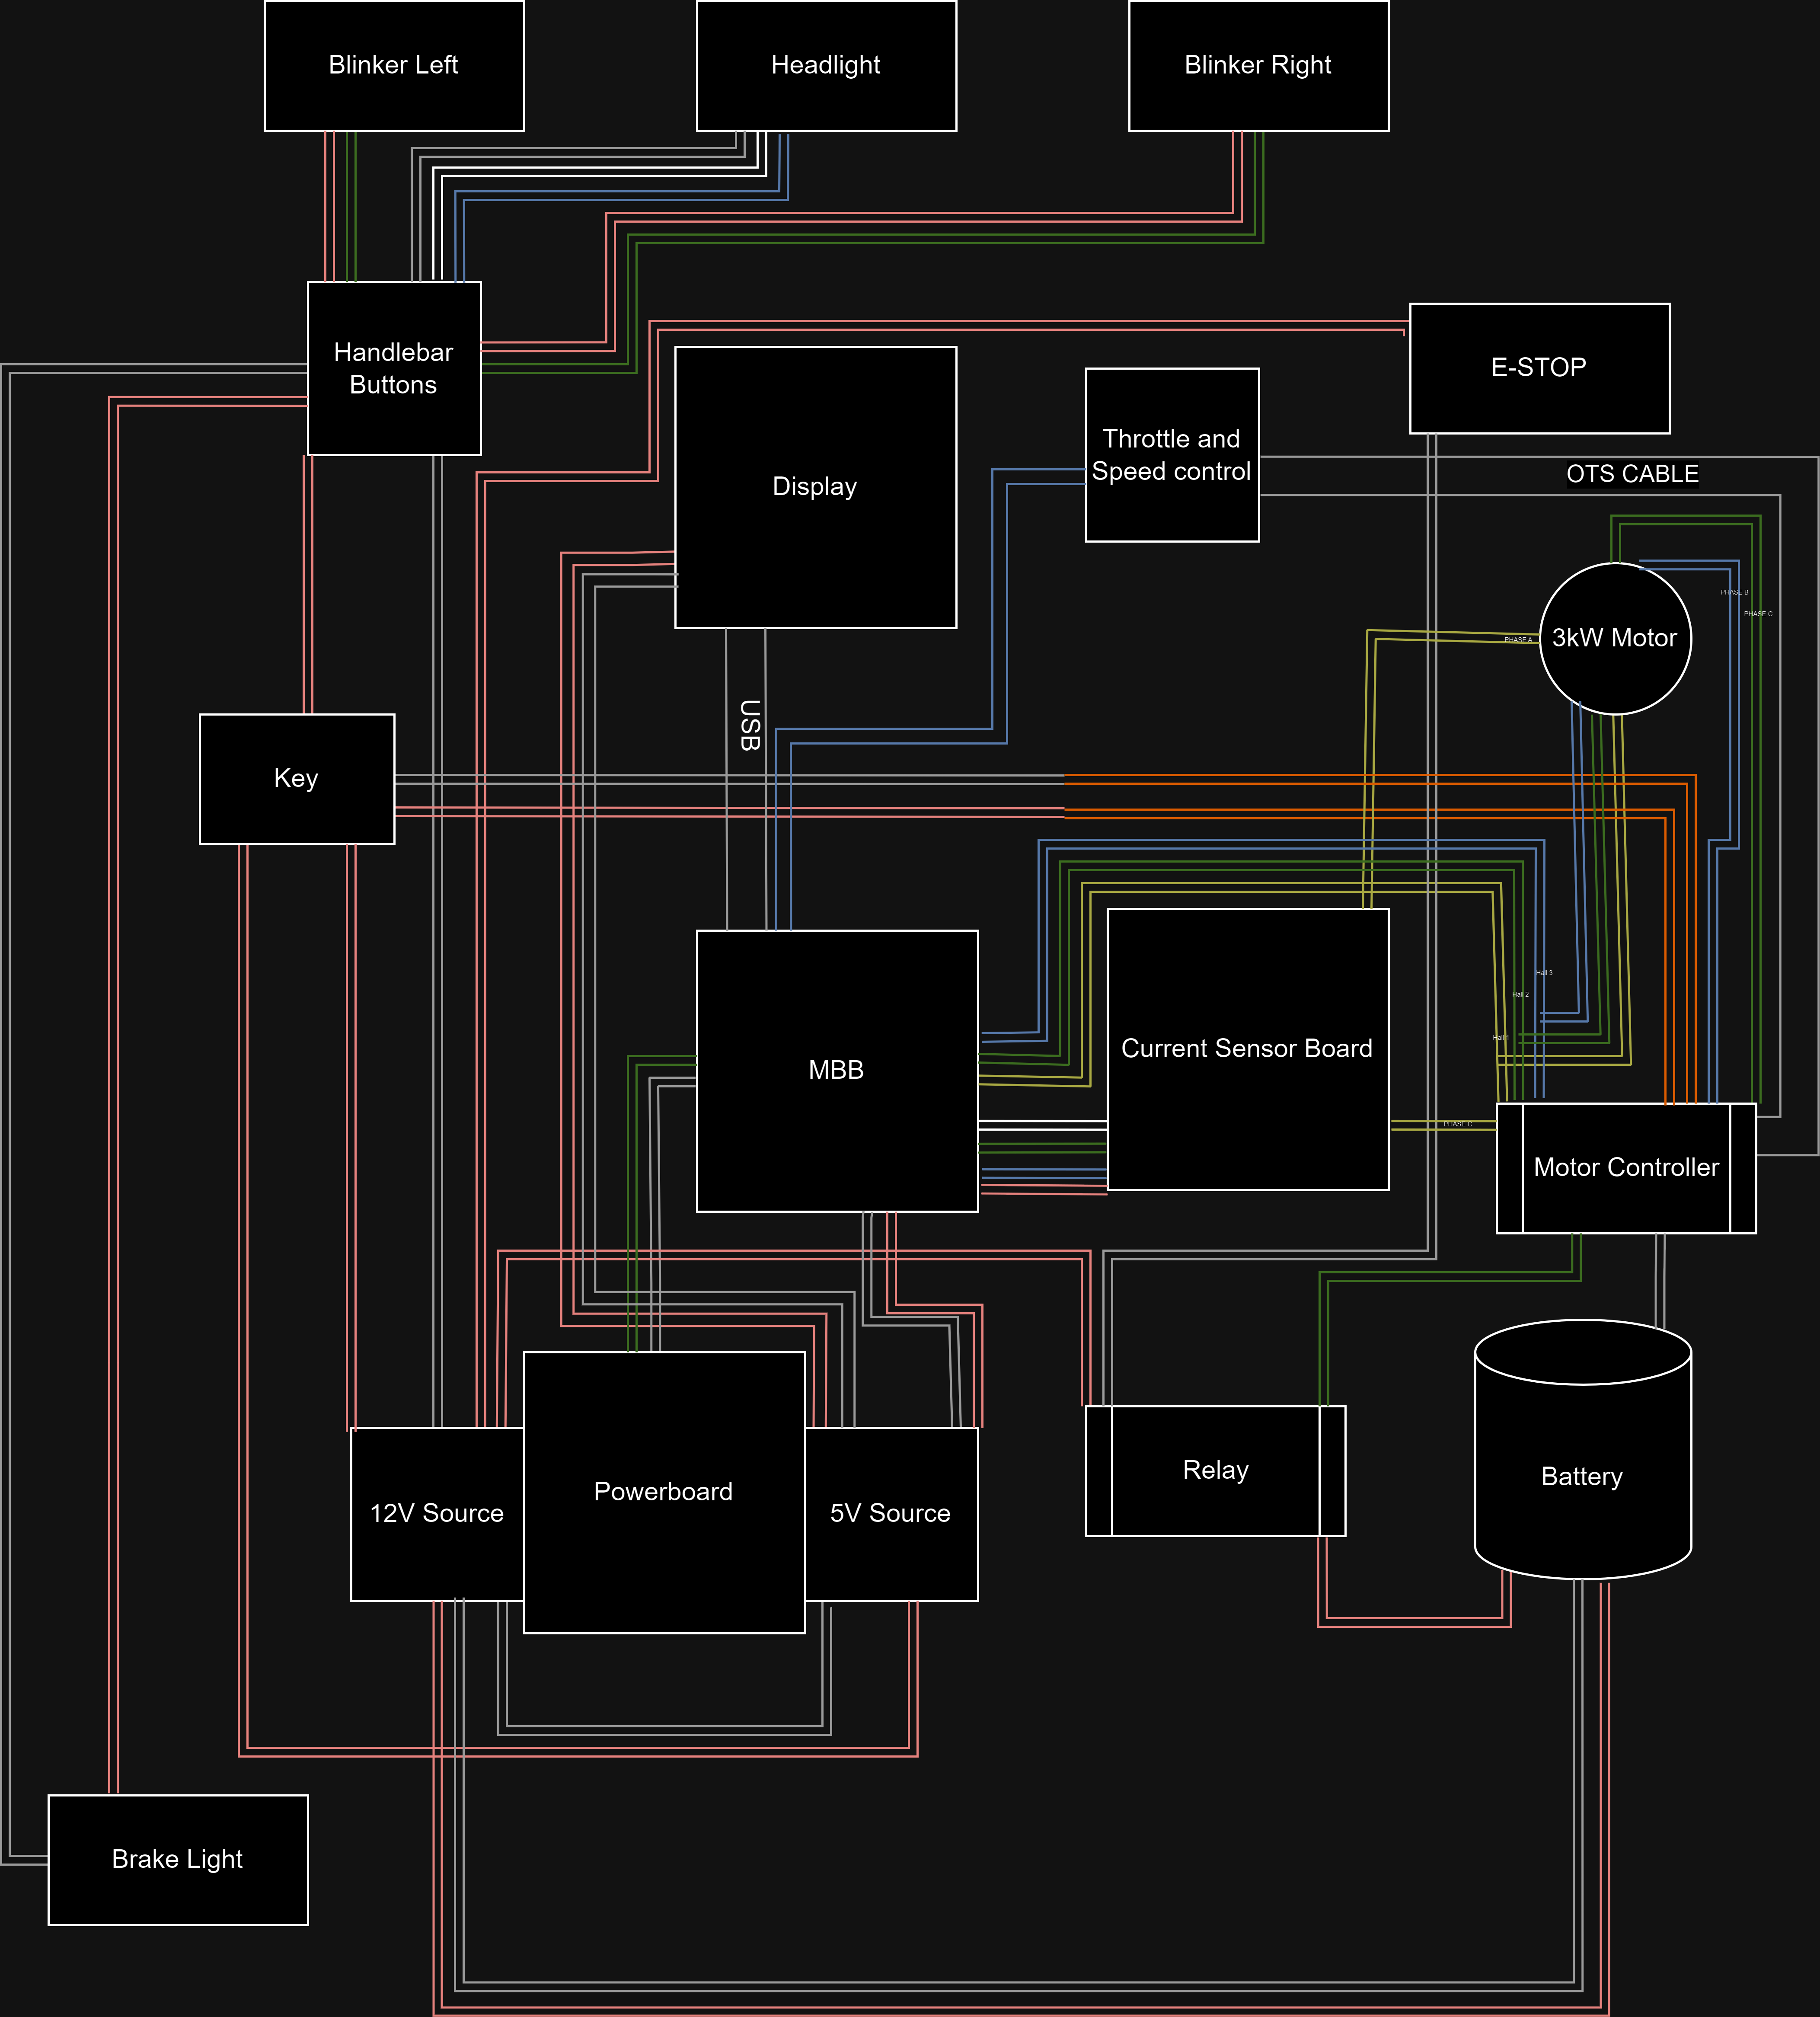 Blinker Left
Headlight
Blinker Right
Handlebar
Buttons
E-STOP
Throttle and
Speed control
OTS CABLE
Display
PHASE B
PHASE C
3kW Motor
PHASE A
USB
Key
Hall 3
Hall 2
Hall 1
Current Sensor Board
MBB
PHASE C
Motor Controller
Relay
Battery
Powerboard
12V Source
5V Source
Brake Light